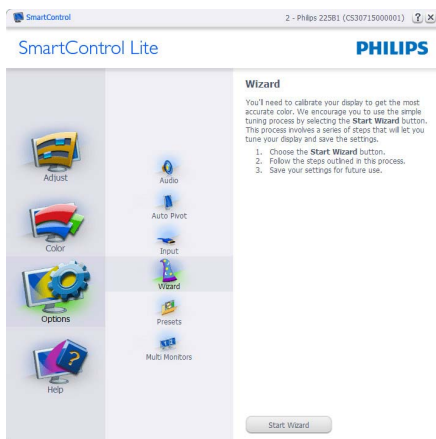 SmartControl
2 - Philips 225B1 (CS30715000001)
? X
SmartControl Lite
PHILIPS
Adjust
Color
Options
Help
Audio
Auto Pivot
Input
Wizard
Presets
Multi Monitors
Wizard
You'll need to calibrate your display to get the most
accurate color. We encourage you to use the simple
tuning process by selecting the Start Wizard button.
This process involves a series of steps that will let you
tune your display and save the settings.
1. Choose the Start Wizard button.
2. Follow the steps outlined in this process.
3. Save your settings for future use.
Start Wizard